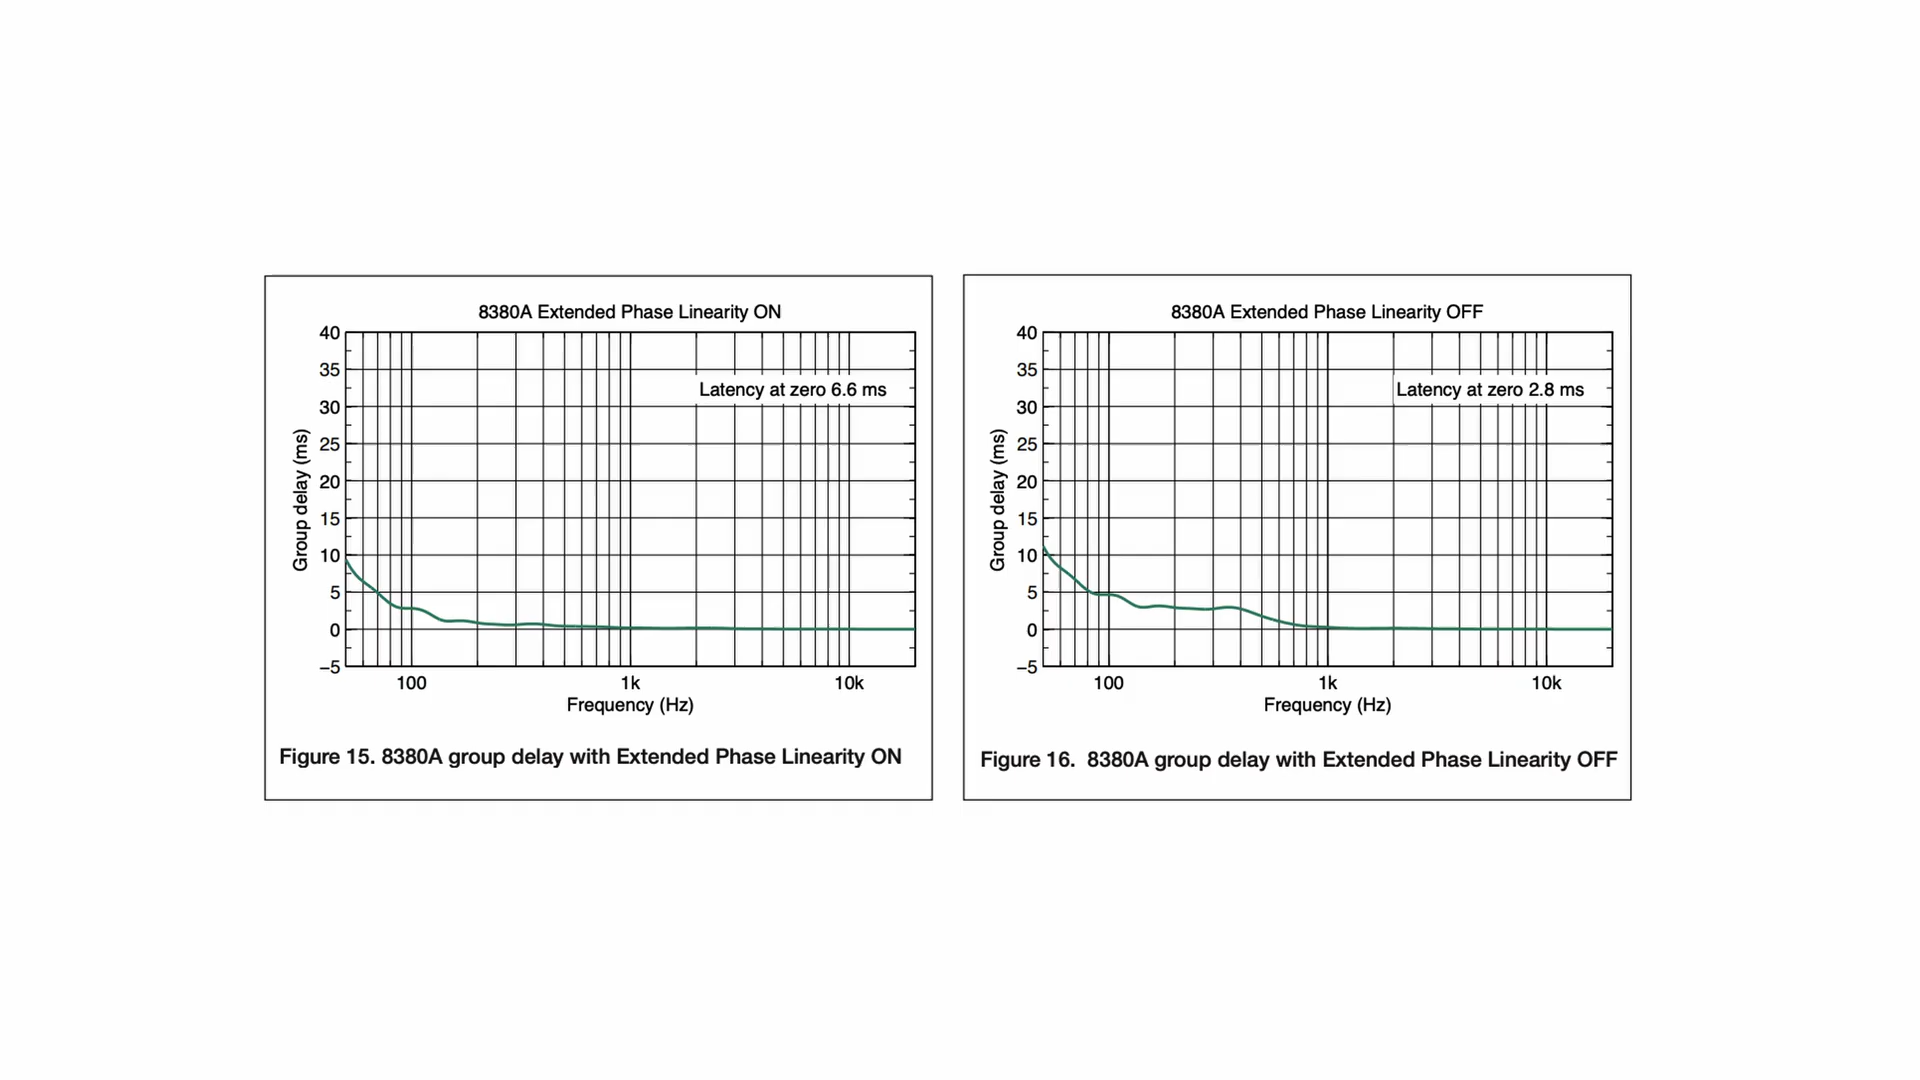 8380A Extended Phase Linearity ON
40
35
Latency at zero 6.6 ms
30
25
20
15
10
5
0
–5
Group delay (ms)
100 1k 10k
Frequency (Hz)
Figure 15. 8380A group delay with Extended Phase Linearity ON
8380A Extended Phase Linearity OFF
40
35
Latency at zero 2.8 ms
30
25
20
15
10
5
0
–5
Group delay (ms)
100 1k 10k
Frequency (Hz)
Figure 16. 8380A group delay with Extended Phase Linearity OFF